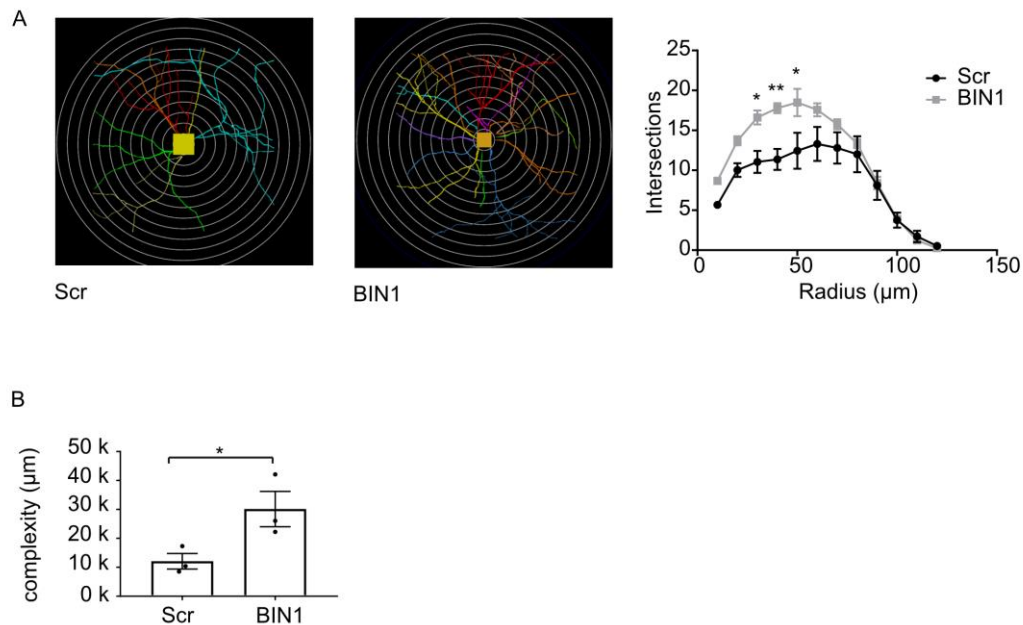 A
Scr
BIN1
25
20
15
10
5
0
Intersections
* ** *
Scr
BIN1
0 50 100 150
Radius (µm)
B
50 k
40 k
30 k
20 k
10 k
0 k
complexity (µm)
*
Scr BIN1